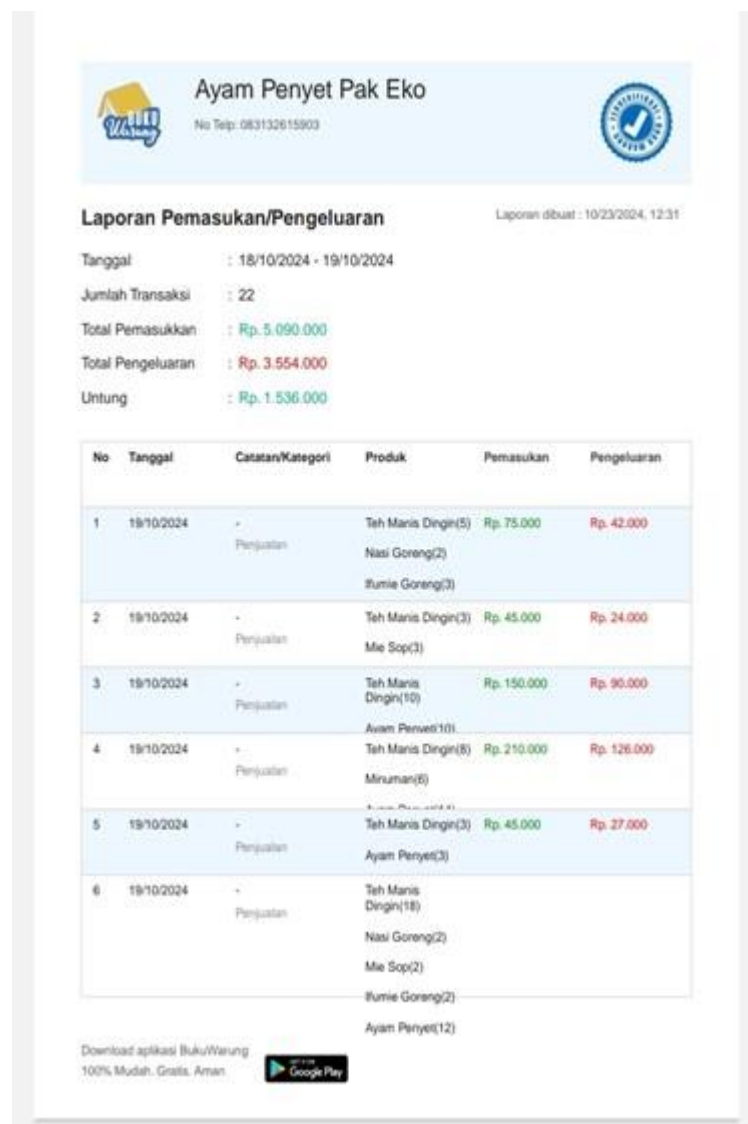 Ayam Penyet Pak Eko
BUKU
Warung
No Telp: 083132615903
Laporan Pemasukan/Pengeluaran
Laporan dibuat : 10/23/2024, 12:31
Tanggal : 18/10/2024 - 19/10/2024
Jumlah Transaksi : 22
Total Pemasukkan : Rp. 5.090.000
Total Pengeluaran : Rp. 3.554.000
Untung : Rp. 1.536.000
No Tanggal Catatan/Kategori Produk Pemasukan Pengeluaran
1 19/10/2024 - Teh Manis Dingin(5) Rp. 75.000 Rp. 42.000
Penjualan
Nasi Goreng(2)
Ifumie Goreng(3)
2 19/10/2024 - Teh Manis Dingin(3) Rp. 45.000 Rp. 24.000
Penjualan
Mie Sop(3)
3 19/10/2024 - Teh Manis Rp. 150.000 Rp. 90.000
Dingin(10)
Penjualan
Ayam Penyet(10)
4 19/10/2024 - Teh Manis Dingin(8) Rp. 210.000 Rp. 126.000
Penjualan
Minuman(6)
5 19/10/2024 - Teh Manis Dingin(3) Rp. 45.000 Rp. 27.000
Penjualan
Ayam Penyet(3)
6 19/10/2024 - Teh Manis
Dingin(18)
Penjualan
Nasi Goreng(2)
Mie Sop(2)
Ifumie Goreng(2)
Ayam Penyet(12)
Download aplikasi BukuWarung
100% Mudah. Gratis. Aman
GET IT ON
Google Play